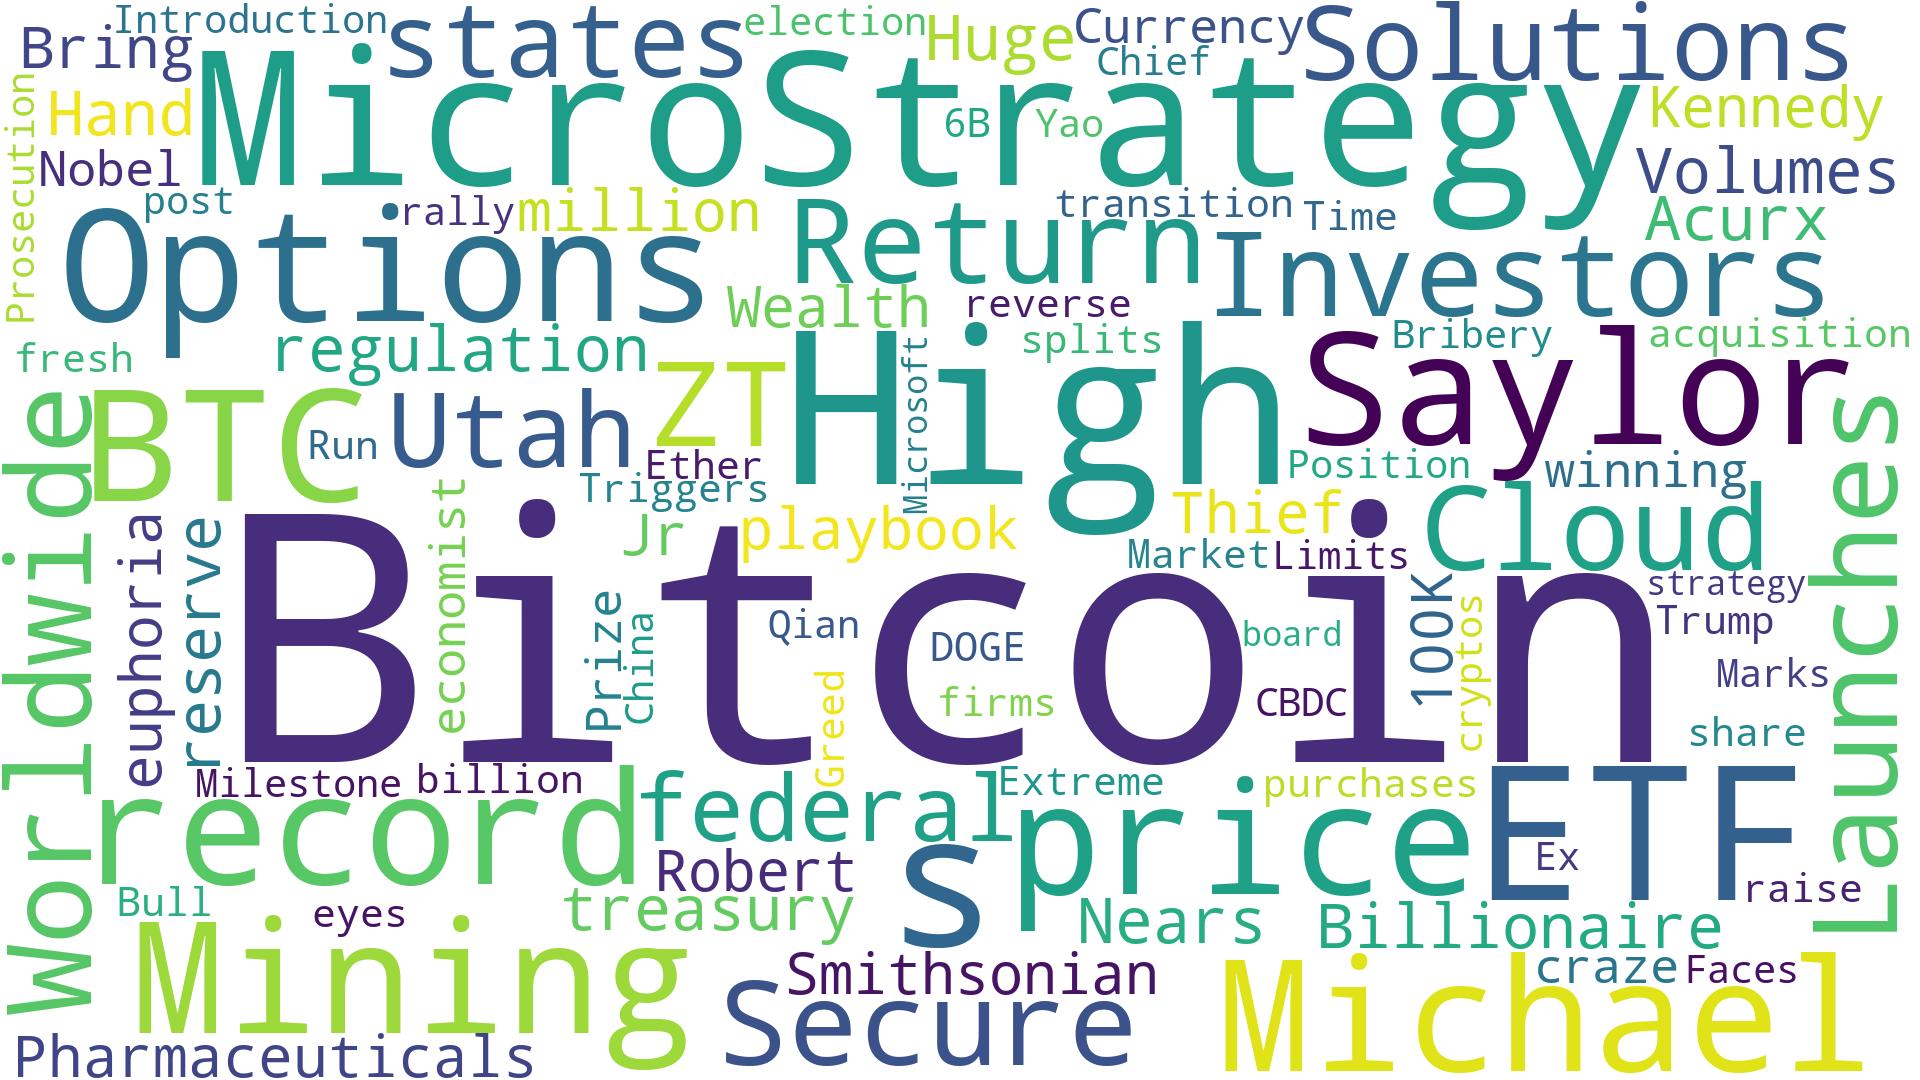 Introduction
states
election
Huge
Currency
Solutions
Bring
Chief
MicroStrategy
Prosecution
Hand
6B
Yao
Kennedy
Nobel
Volumes
post
rally
million
Return
transition
Time
Acurx
Options
Investors
Wealth
reverse
fresh
regulation
splits
Bribery
acquisition
Microsoft
High
Saylor
ZT
BTC
Utah
Run
Ether
Triggers
Position
winning
Worldwide
Launches
economist
Jr
playbook
Thief
Cloud
euphoria
reserve
Market
Limits
Bitcoin
Prize
China
Qian
DOGE
board
100K
cryptos
strategy
Trump
Greed
firms
CBDC
Marks
share
Milestone
billion
Extreme
purchases
record
federal
price
ETF
s
Robert
Ex
raise
Bull
eyes
treasury
Nears
Billionaire
Mining
Smithsonian
craze
Faces
Secure
Michael
Pharmaceuticals